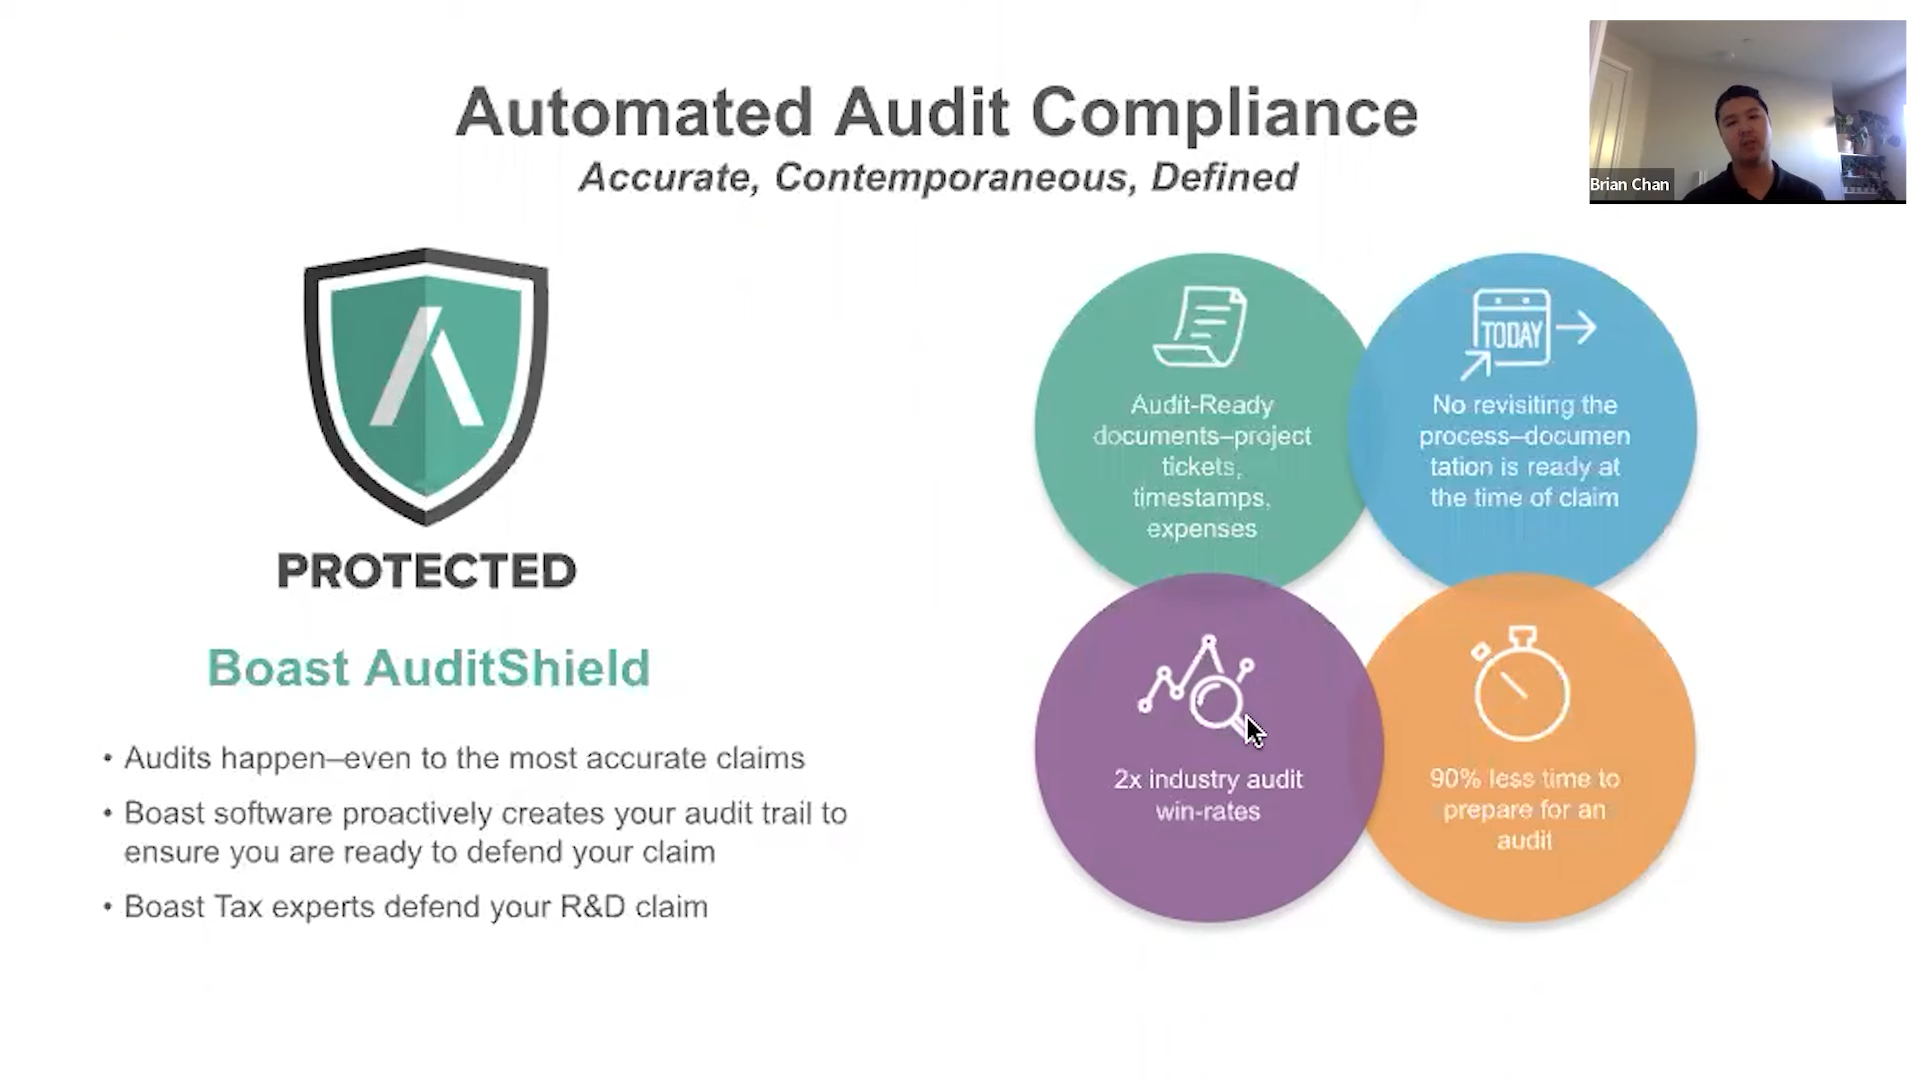 Automated Audit Compliance
Accurate, Contemporaneous, Defined
Brian Chan
PROTECTED
Boast AuditShield
• Audits happen–even to the most accurate claims
• Boast software proactively creates your audit trail to
ensure you are ready to defend your claim
• Boast Tax experts defend your R&D claim
Audit-Ready
documents–project
tickets,
timestamps,
expenses
TODAY
No revisiting the
process–documen
tation is ready at
the time of claim
2x industry audit
win-rates
90% less time to
prepare for an
audit